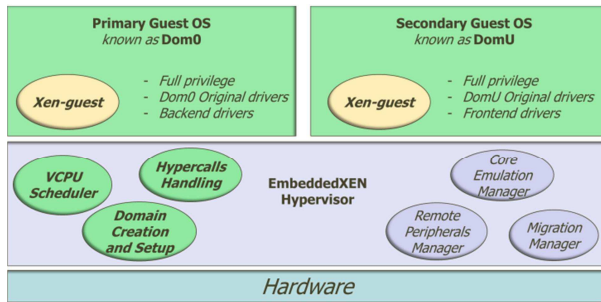 Primary Guest OS
known as Dom0
Xen-guest
- Full privilege
- Dom0 Original drivers
- Backend drivers
Secondary Guest OS
known as DomU
Xen-guest
- Full privilege
- DomU Original drivers
- Frontend drivers
VCPU
Scheduler
Hypercalls
Handling
Domain
Creation
and Setup
EmbeddedXEN
Hypervisor
Core
Emulation
Manager
Remote
Peripherals
Manager
Migration
Manager
Hardware